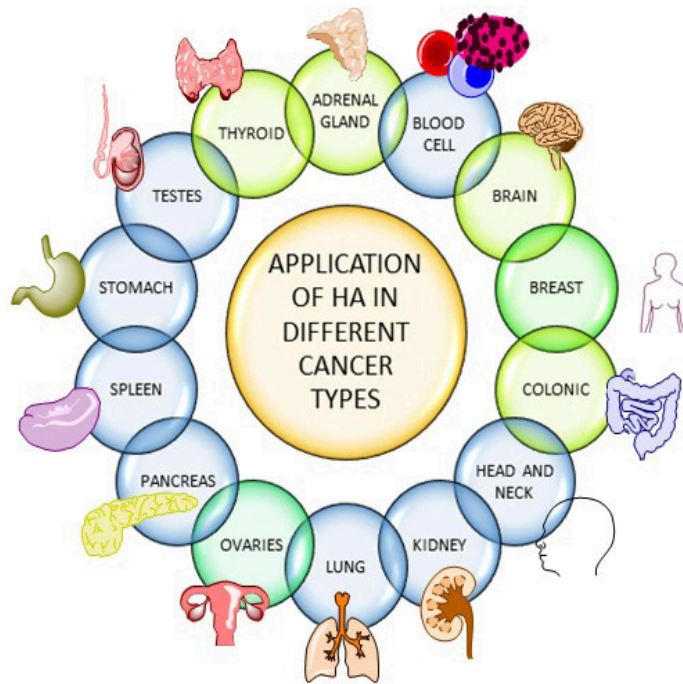 APPLICATION
OF HA IN
DIFFERENT
CANCER
TYPES
ADRENAL
GLAND
BLOOD
CELL
BRAIN
BREAST
COLONIC
HEAD AND
NECK
KIDNEY
LUNG
OVARIES
PANCREAS
SPLEEN
STOMACH
TESTES
THYROID